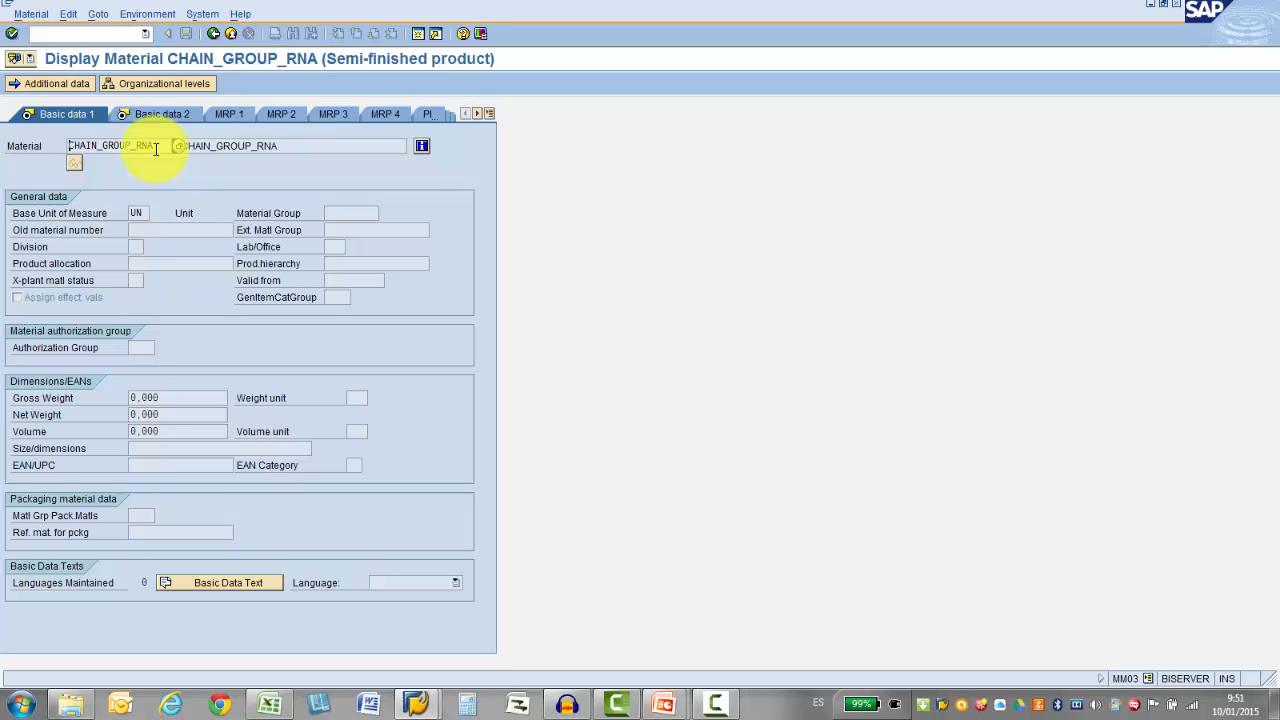 Material Edit Goto Environment System Help
SAP
Display Material CHAIN_GROUP_RNA (Semi-finished product)
Additional data Organizational levels
Basic data 1 Basic data 2 MRP 1 MRP 2 MRP 3 MRP 4 Pl...
Material CHAIN_GROUP_RNA CHAIN_GROUP_RNA
General data
Base Unit of Measure UN Unit Material Group
Old material number Ext. Matl Group
Division Lab/Office
Product allocation Prod.hierarchy
X-plant matl status Valid from
Assign effect. vals GenItemCatGroup
Material authorization group
Authorization Group
Dimensions/EANs
Gross Weight 0,000 Weight unit
Net Weight 0,000
Volume 0,000 Volume unit
Size/dimensions
EAN/UPC EAN Category
Packaging material data
Matl Grp Pack.Matls
Ref. mat. for pckg
Basic Data Texts
Languages Maintained 0 Basic Data Text Language:
MM03 BISERVER INS
ES 99% 9:51
10/01/2015